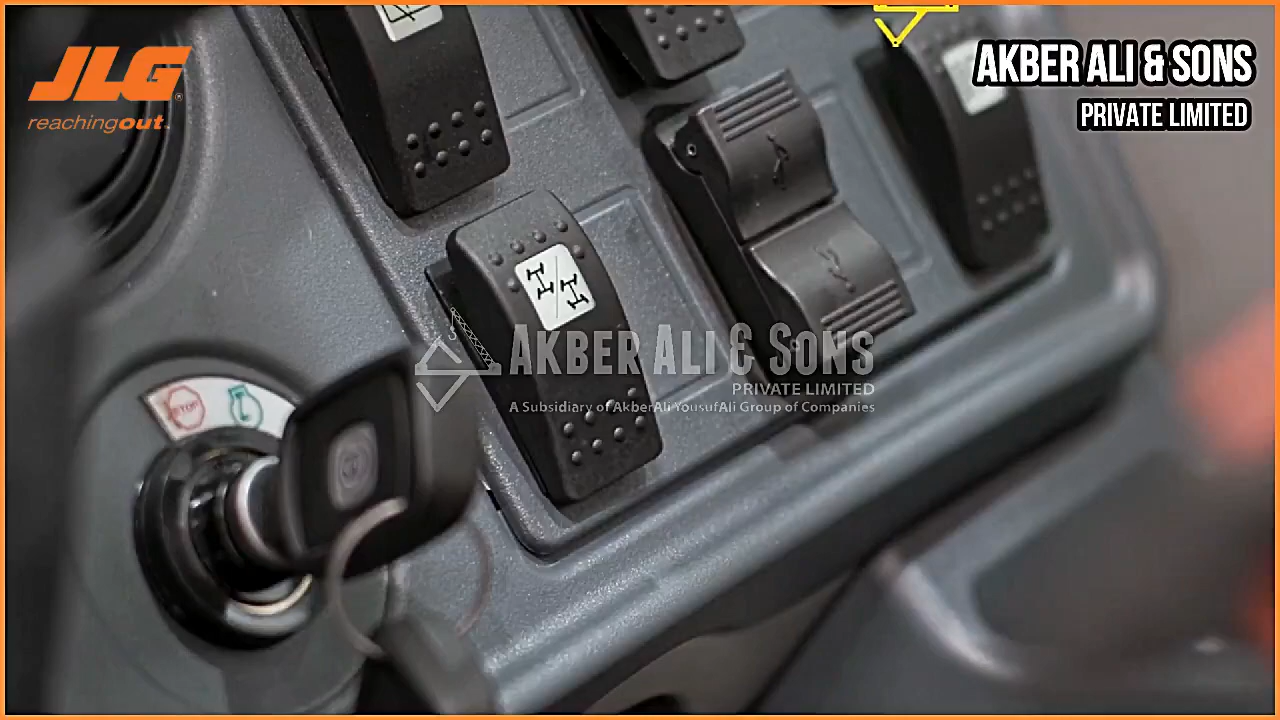 JLG
reachingout
AKBER ALI & SONS
PRIVATE LIMITED
STOP
AKBER ALI & SONS
PRIVATE LIMITED
A Subsidiary of AkberAli YousufAli Group of Companies